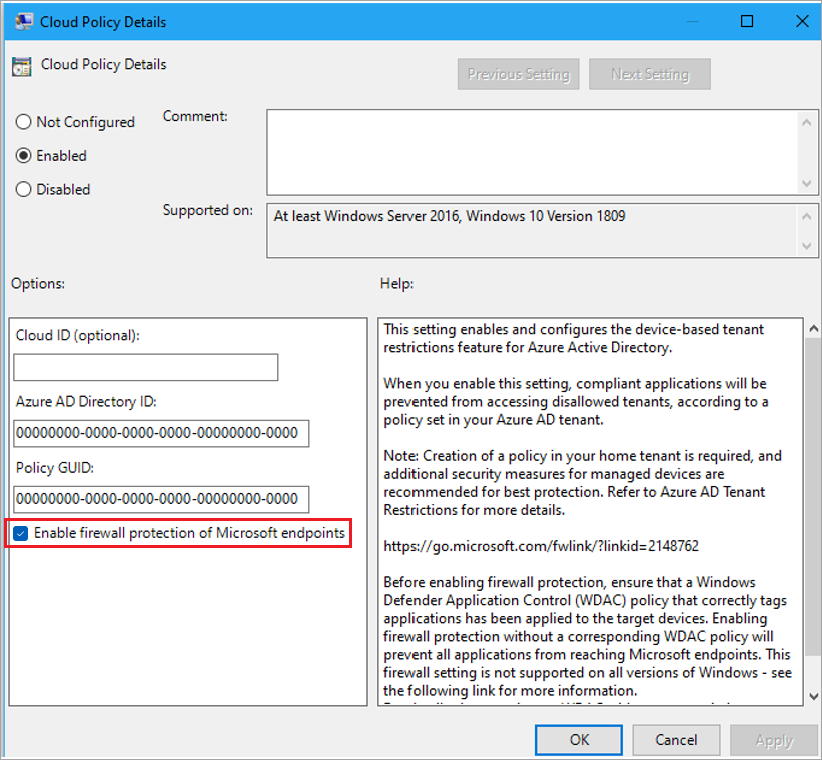 Cloud Policy Details
Cloud Policy Details
Previous Setting
Next Setting
Not Configured
Comment:
Enabled
Disabled
Supported on:
At least Windows Server 2016, Windows 10 Version 1809
Options:
Help:
Cloud ID (optional):
Azure AD Directory ID:
00000000-0000-0000-0000-00000000-0000
Policy GUID:
00000000-0000-0000-0000-00000000-0000
Enable firewall protection of Microsoft endpoints
This setting enables and configures the device-based tenant
restrictions feature for Azure Active Directory.
When you enable this setting, compliant applications will be
prevented from accessing disallowed tenants, according to a
policy set in your Azure AD tenant.
Note: Creation of a policy in your home tenant is required, and
additional security measures for managed devices are
recommended for best protection. Refer to Azure AD Tenant
Restrictions for more details.
https://go.microsoft.com/fwlink/?linkid=2148762
Before enabling firewall protection, ensure that a Windows
Defender Application Control (WDAC) policy that correctly tags
applications has been applied to the target devices. Enabling
firewall protection without a corresponding WDAC policy will
prevent all applications from reaching Microsoft endpoints. This
firewall setting is not supported on all versions of Windows - see
the following link for more information.
OK
Cancel
Apply